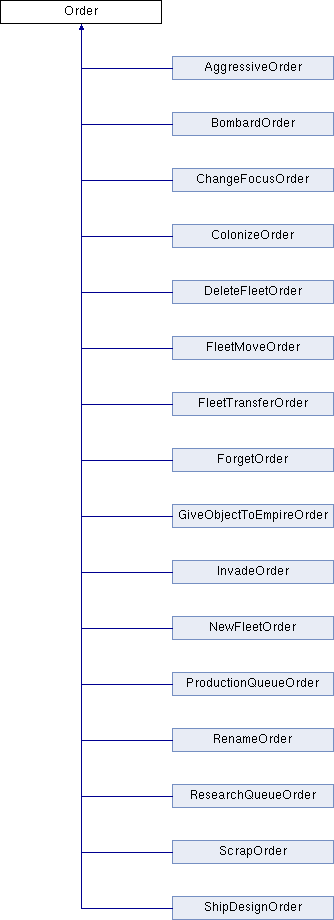 Order
AggressiveOrder
BombardOrder
ChangeFocusOrder
ColonizeOrder
DeleteFleetOrder
FleetMoveOrder
FleetTransferOrder
ForgetOrder
GiveObjectToEmpireOrder
InvadeOrder
NewFleetOrder
ProductionQueueOrder
RenameOrder
ResearchQueueOrder
ScrapOrder
ShipDesignOrder